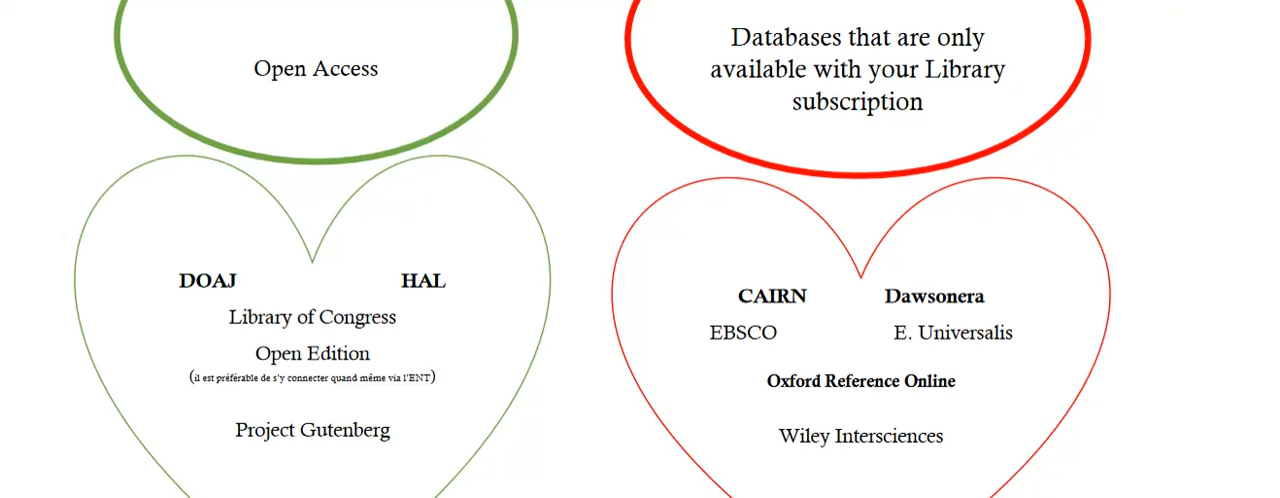 Open Access
Databases that are only
available with your Library
subscription
DOAJ HAL
Library of Congress
Open Edition
(il est préférable de s'y connecter quand même via l'ENT)
Project Gutenberg
CAIRN Dawsonera
EBSCO E. Universalis
Oxford Reference Online
Wiley Intersciences